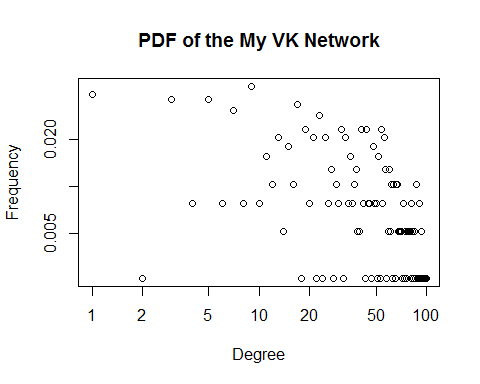 PDF of the My VK Network
Frequency
0.020
0.005
1 2 5 10 20 50 100
Degree